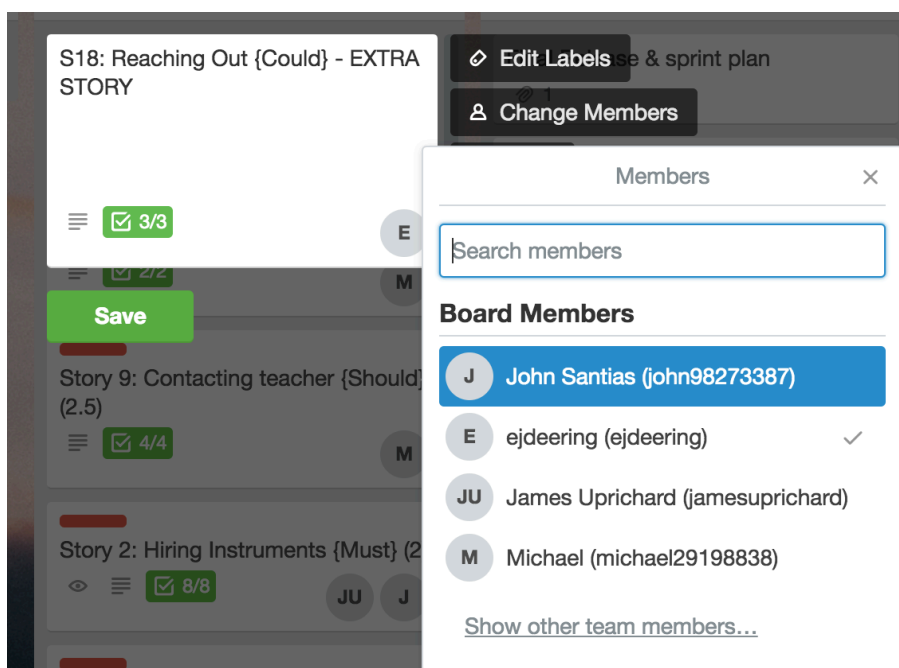 S18: Reaching Out {Could} - EXTRA
STORY
3/3
E
2/2
M
Save
Story 9: Contacting teacher {Should}
(2.5)
4/4
M
Story 2: Hiring Instruments {Must} (2
8/8
JU
J
Edit Labels
se & sprint plan
1
Change Members
Members
Search members
Board Members
J John Santias (john98273387)
E ejdeering (ejdeering)
JU James Uprichard (jamesuprichard)
M Michael (michael29198838)
Show other team members...